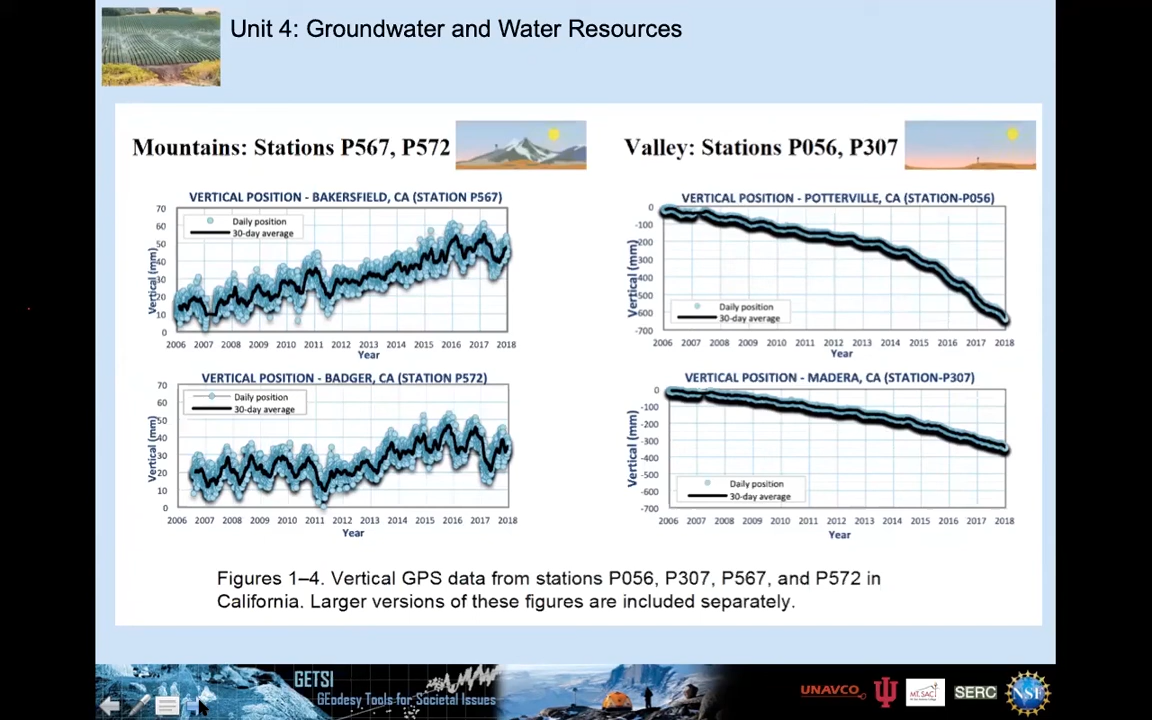 Unit 4: Groundwater and Water Resources
Mountains: Stations P567, P572
Valley: Stations P056, P307
VERTICAL POSITION - BAKERSFIELD, CA (STATION P567)
70
60
50
40
30
20
10
0
Vertical (mm)
Daily position
30-day average
2006 2007 2008 2009 2010 2011 2012 2013 2014 2015 2016 2017 2018
Year
VERTICAL POSITION - POTTERVILLE, CA (STATION-P056)
0
-100
-200
-300
-400
-500
-600
-700
Vertical (mm)
Daily position
30-day average
2006 2007 2008 2009 2010 2011 2012 2013 2014 2015 2016 2017 2018
Year
VERTICAL POSITION - BADGER, CA (STATION P572)
70
60
50
40
30
20
10
0
Vertical (mm)
Daily position
30-day average
2006 2007 2008 2009 2010 2011 2012 2013 2014 2015 2016 2017 2018
Year
VERTICAL POSITION - MADERA, CA (STATION-P307)
0
-100
-200
-300
-400
-500
-600
-700
Vertical (mm)
Daily position
30-day average
2006 2007 2008 2009 2010 2011 2012 2013 2014 2015 2016 2017 2018
Year
Figures 1–4. Vertical GPS data from stations P056, P307, P567, and P572 in
California. Larger versions of these figures are included separately.
GETSI
GEodesy Tools for Societal Issues
UNAVCO
MT. SAC
SERC
NSF